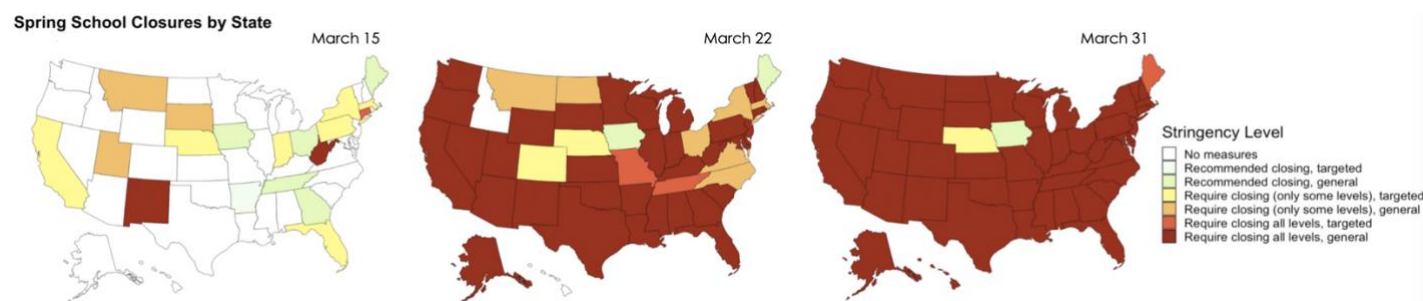 Spring School Closures by State
March 15
March 22
March 31
Stringency Level
No measures
Recommended closing, targeted
Recommended closing, general
Require closing (only some levels), targeted
Require closing (only some levels), general
Require closing all levels, targeted
Require closing all levels, general